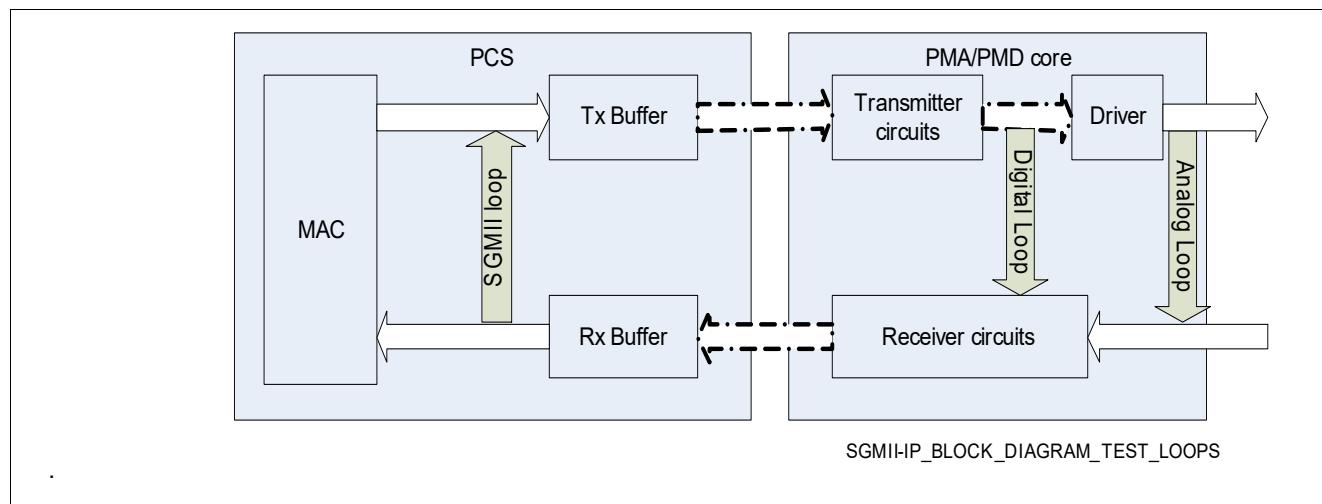 PCS
PMA/PMD core
MAC
Tx Buffer
Transmitter
circuits
Driver
SGMII loop
Digital Loop
Analog Loop
Rx Buffer
Receiver circuits
SGMII-IP_BLOCK_DIAGRAM_TEST_LOOPS
.